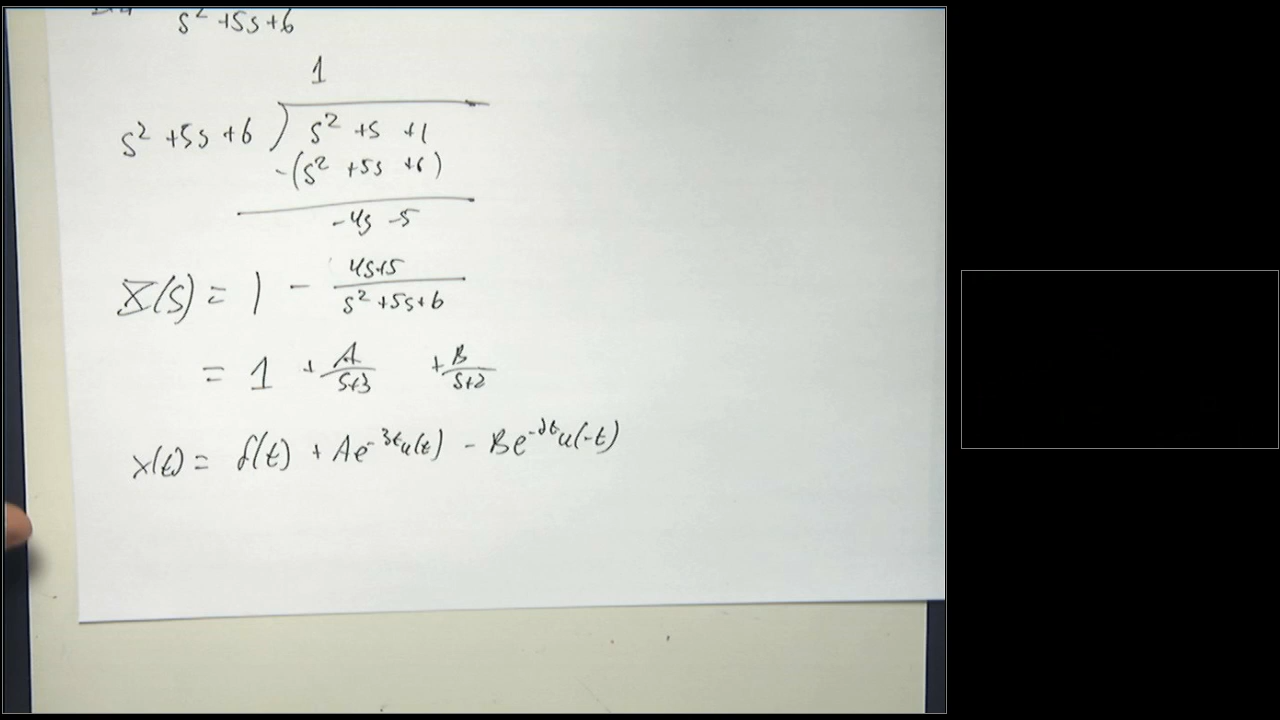 s² +5s+6
1
s² +5s +6 ) s² +s +1
-(s² +5s +6)
-4s -5
X(s) = 1 - 4s+5 / s² +5s+6
= 1 + A/s+3 + B/s+2
x(t) = δ(t) + Ae^-3t u(t) - Be^-2t u(-t)